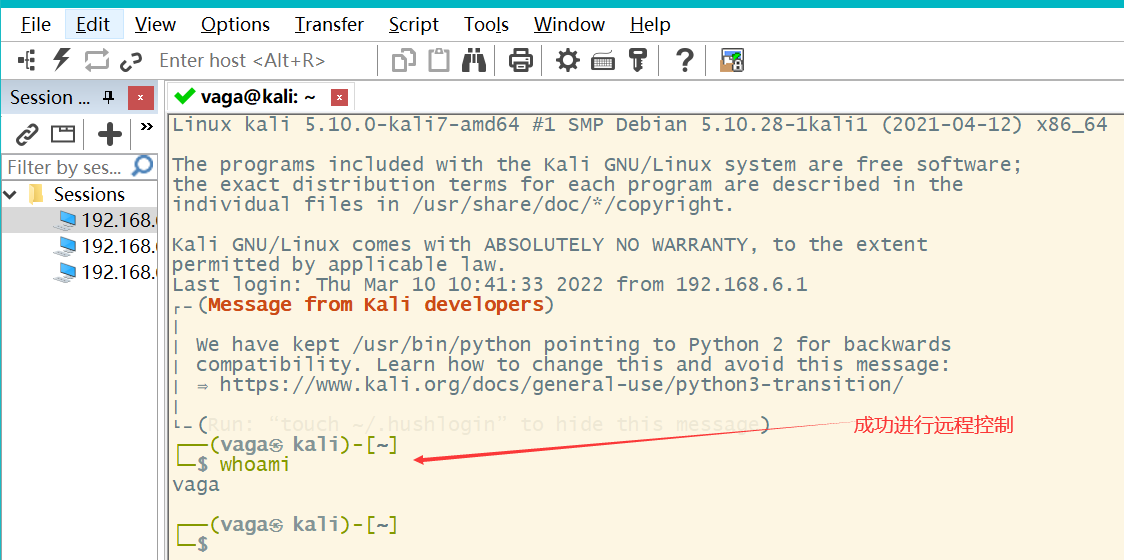 File Edit View Options Transfer Script Tools Window Help
Enter host <Alt+R>
Session ... vaga@kali: ~
Linux kali 5.10.0-kali7-amd64 #1 SMP Debian 5.10.28-1kali1 (2021-04-12) x86_64
Filter by ses...
Sessions
192.168.
192.168.
192.168.
The programs included with the Kali GNU/Linux system are free software;
the exact distribution terms for each program are described in the
individual files in /usr/share/doc/*/copyright.
Kali GNU/Linux comes with ABSOLUTELY NO WARRANTY, to the extent
permitted by applicable law.
Last login: Thu Mar 10 10:41:33 2022 from 192.168.6.1
┌─(Message from Kali developers)
│
│ We have kept /usr/bin/python pointing to Python 2 for backwards
│ compatibility. Learn how to change this and avoid this message:
│ ⇒ https://www.kali.org/docs/general-use/python3-transition/
│
└─(Run: “touch ~/.hushlogin” to hide this message)
┌──(vaga㉿ kali)-[~]
└─$ whoami
vaga
┌──(vaga㉿ kali)-[~]
└─$
成功进行远程控制